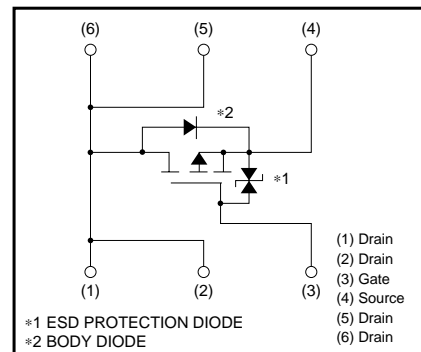 (6) (5) (4)
∗2
∗1
(1) Drain
(2) Drain
(3) Gate
(4) Source
(5) Drain
(6) Drain
(1) (2) (3)
∗1 ESD PROTECTION DIODE
∗2 BODY DIODE